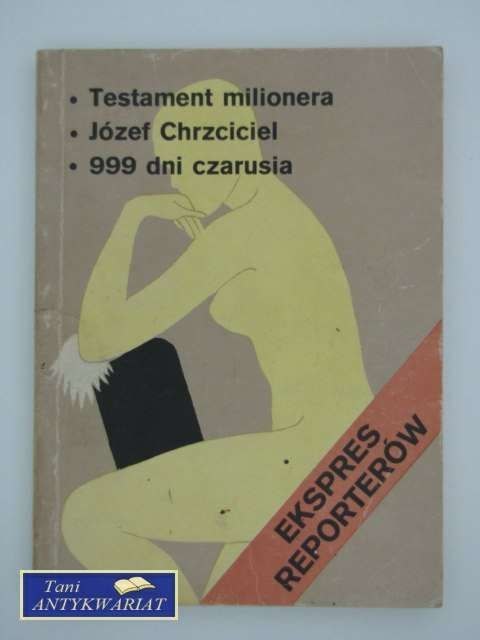 • Testament milionera
• Józef Chrzciciel
• 999 dni czarusia
EKSPRES
REPORTERÓW
Tani
ANTYKWARIAT